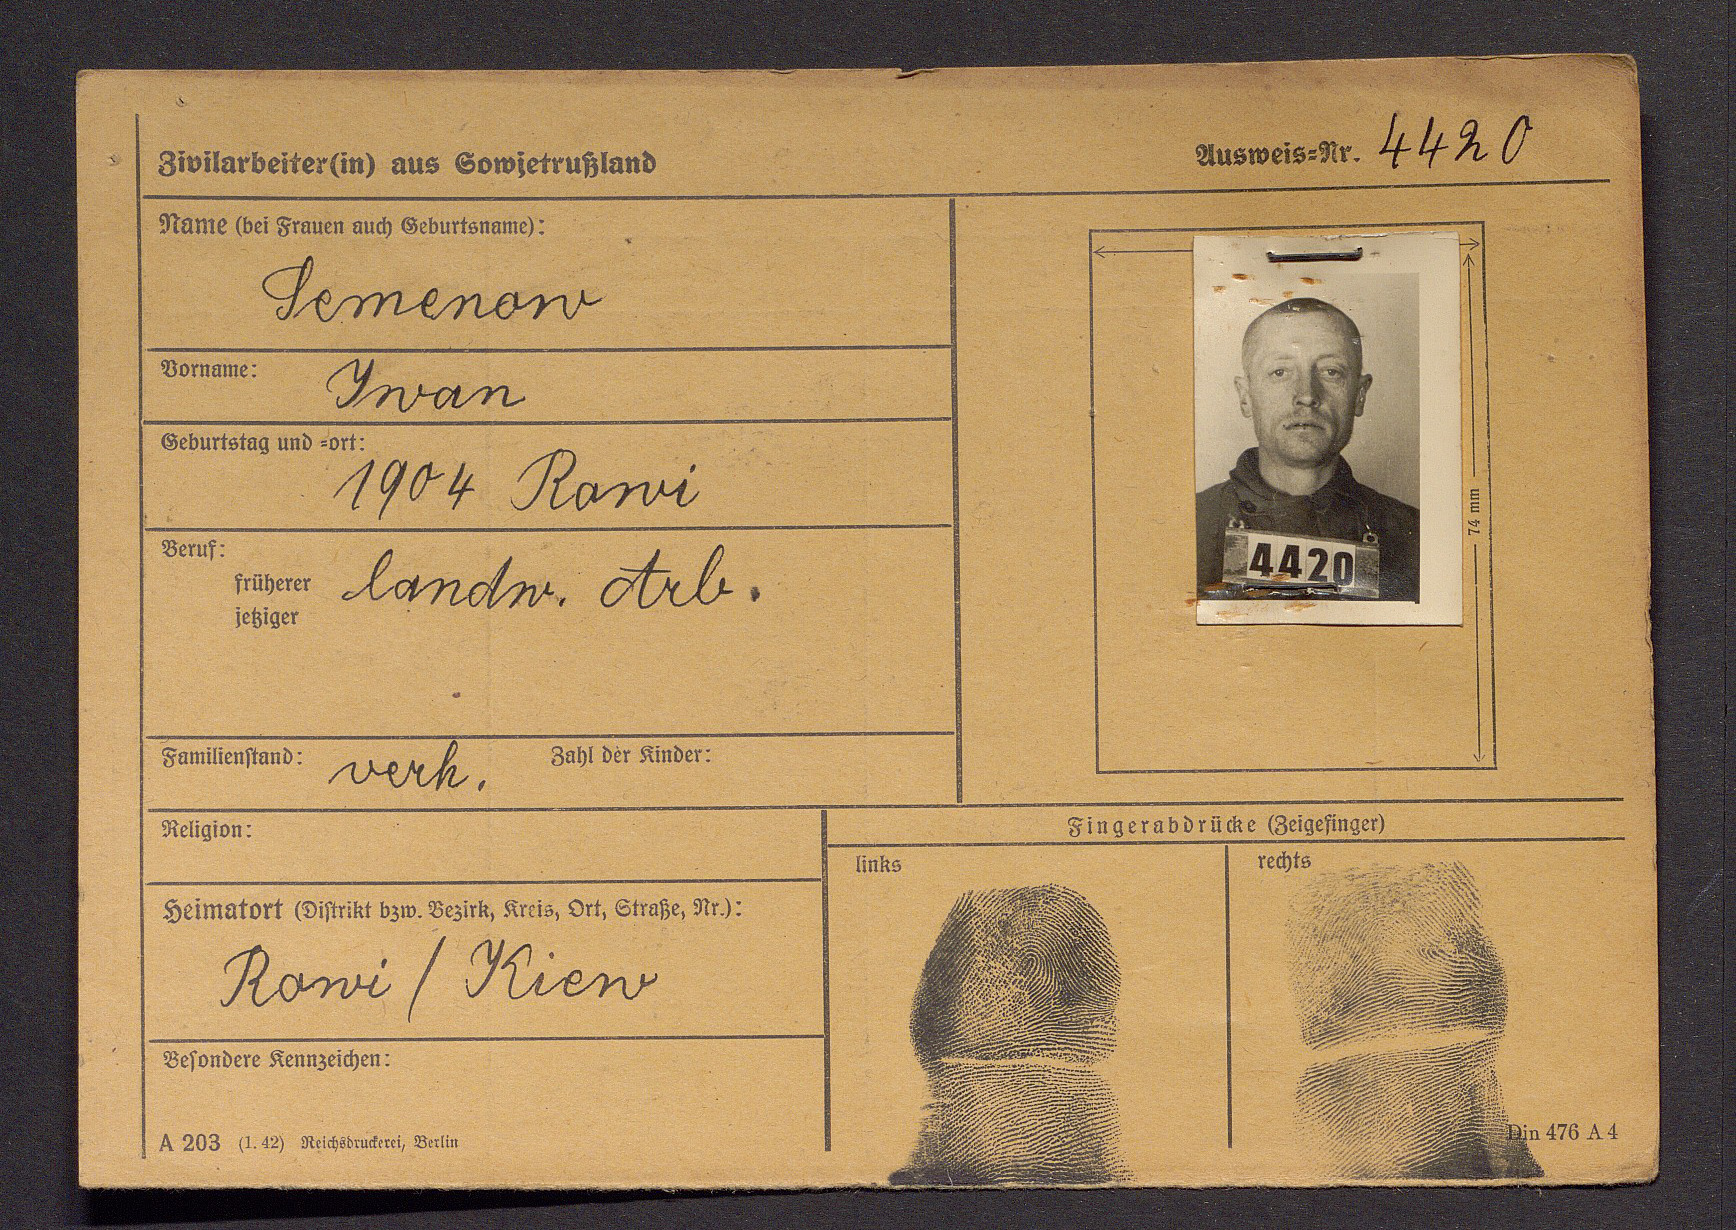 Zivilarbeiter(in) aus Sowjetrußland
Ausweis=Nr. 4420
Name (bei Frauen auch Geburtsname):
Semenow
Vorname: Iwan
Geburtstag und =ort:
1904 Rowi
Beruf:
früherer landw. Arb.
jetziger
Familienstand: verh. Zahl der Kinder:
Religion:
Heimatort (Distrikt bzw. Bezirk, Kreis, Ort, Straße, Nr.):
Rowi / Kiew
Besondere Kennzeichen:
A 203 (1. 42) Reichsdruckerei, Berlin
4420
74 mm
Fingerabdrücke (Zeigefinger)
links
rechts
Din 476 A 4